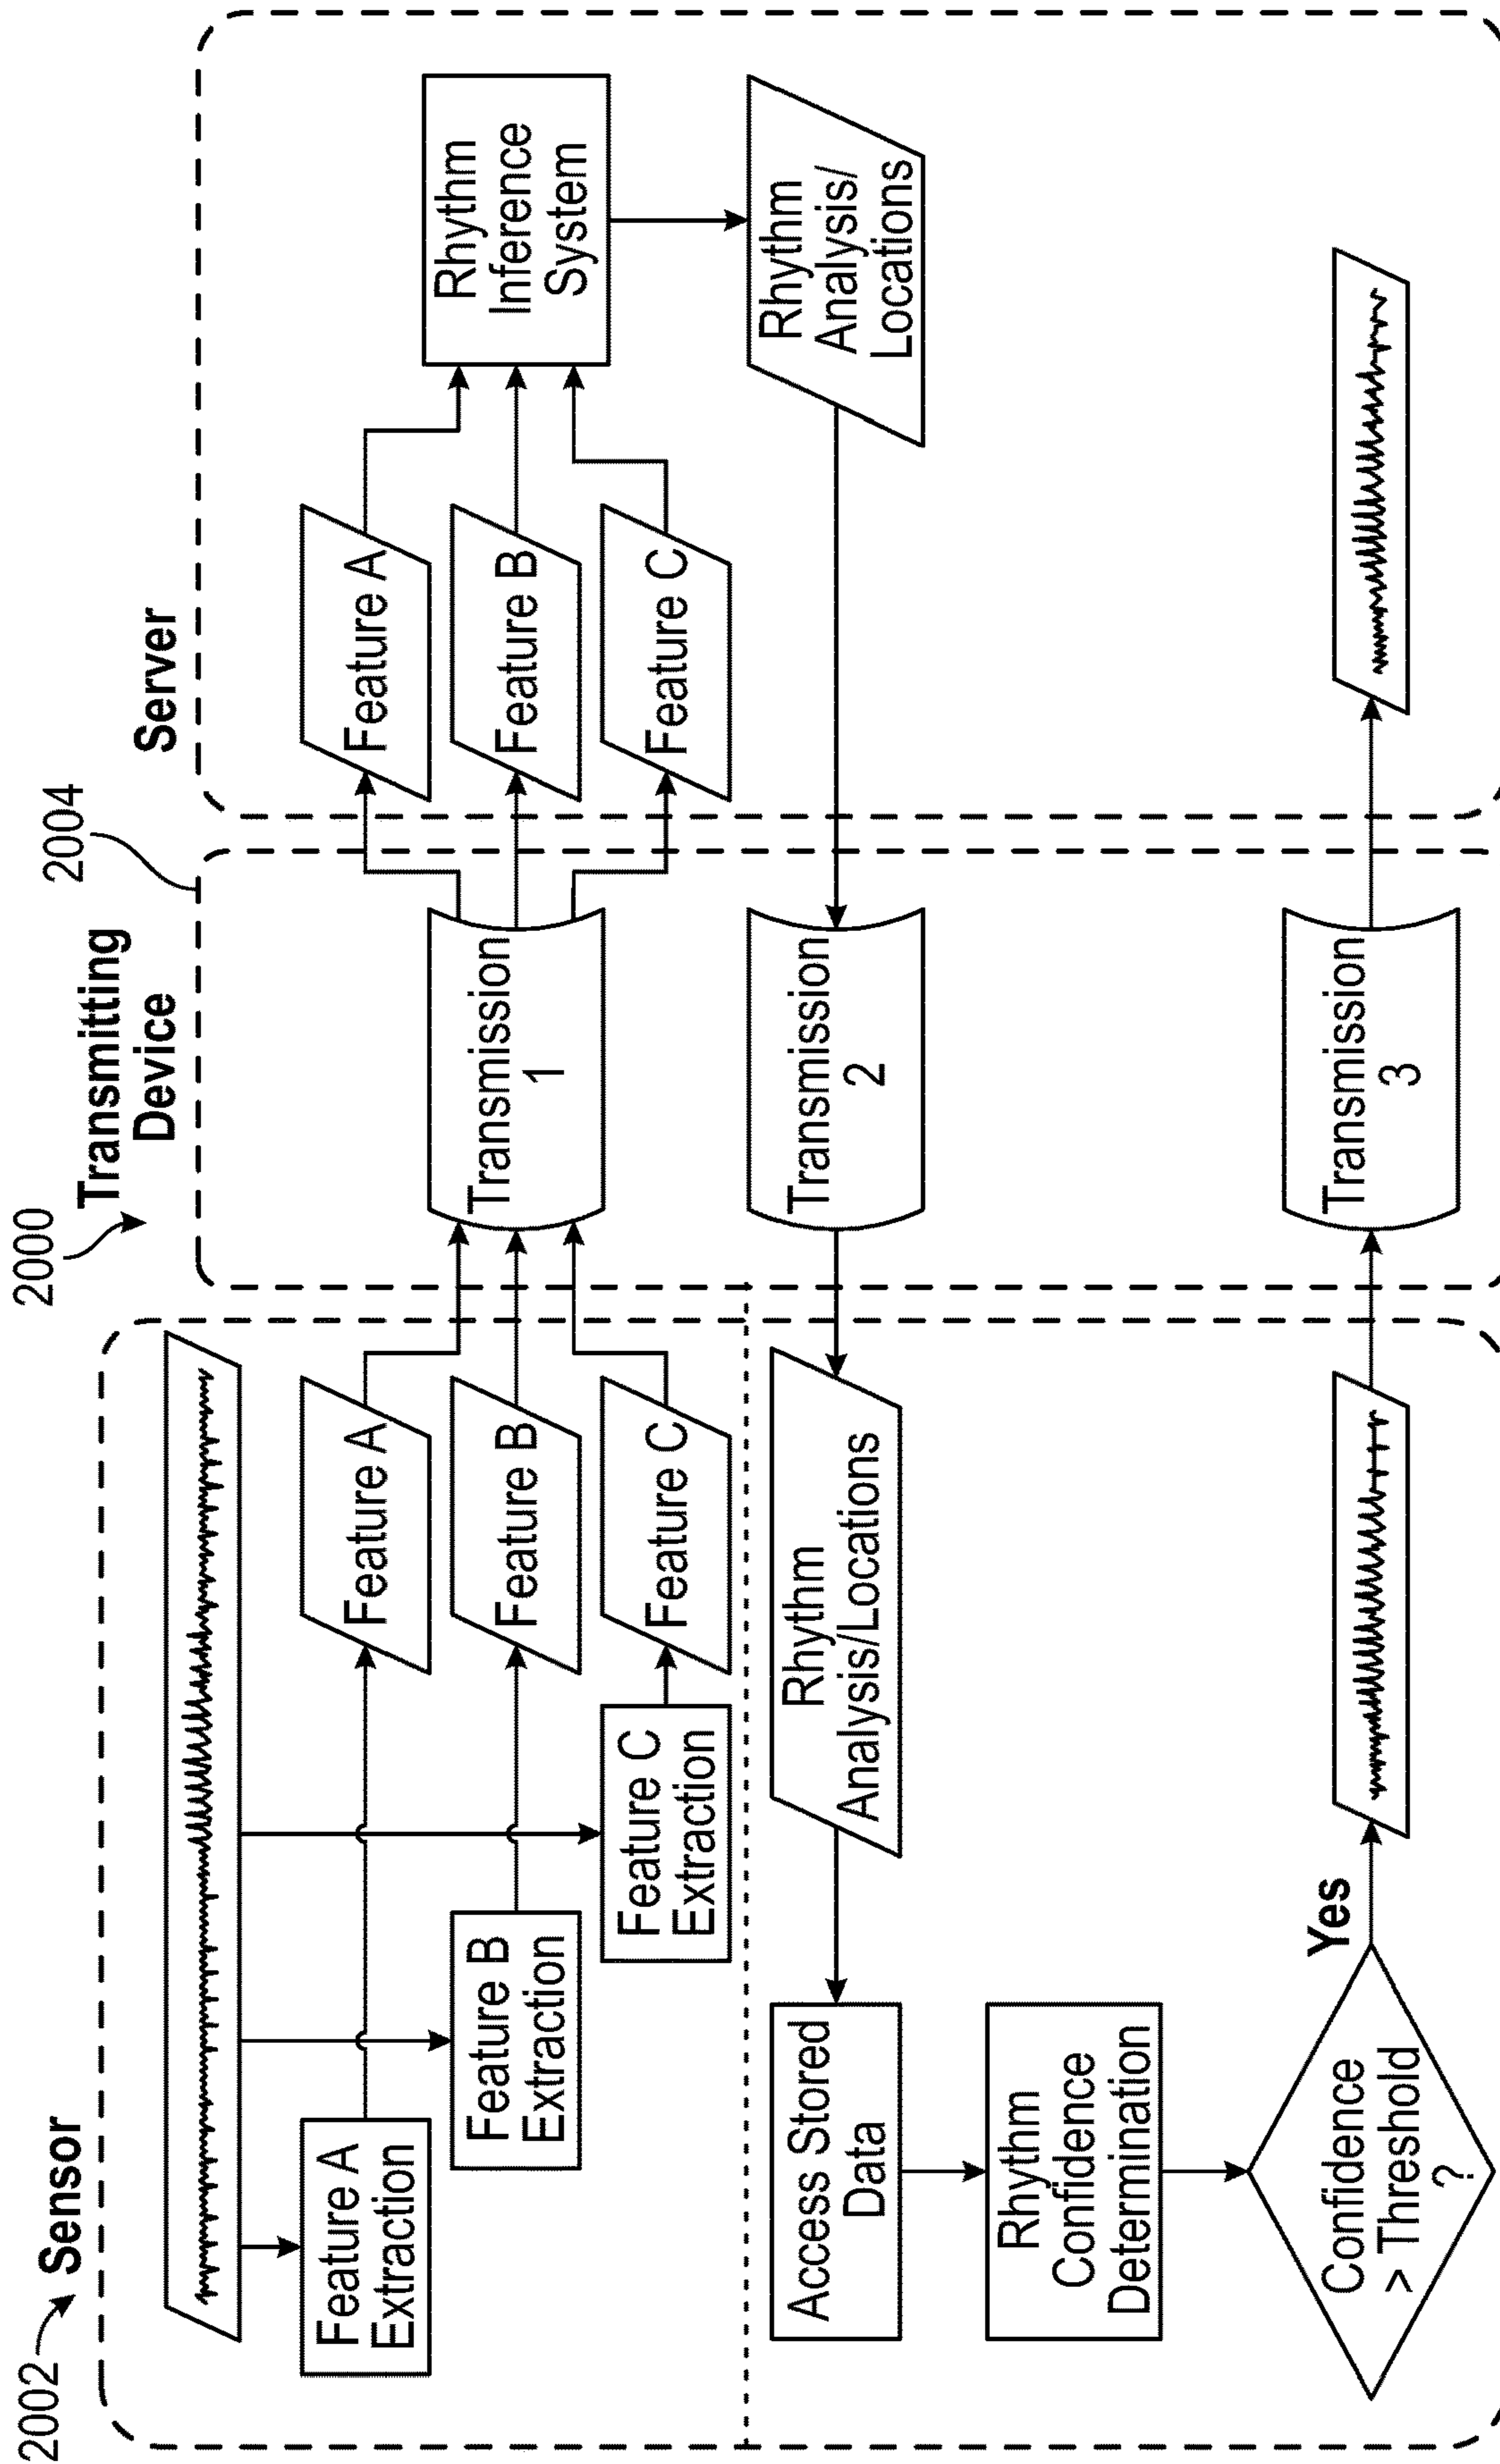 2000
2002
Sensor
Transmitting
Device
2004
Server
Feature A
Extraction
Feature B
Extraction
Feature C
Extraction
Feature A
Feature B
Feature C
Transmission
1
Feature A
Feature B
Feature C
Rhythm
Inference
System
Rhythm
Analysis/
Locations
Transmission
2
Rhythm
Analysis/Locations
Access Stored
Data
Rhythm
Confidence
Determination
Confidence
> Threshold
?
Yes
Transmission
3